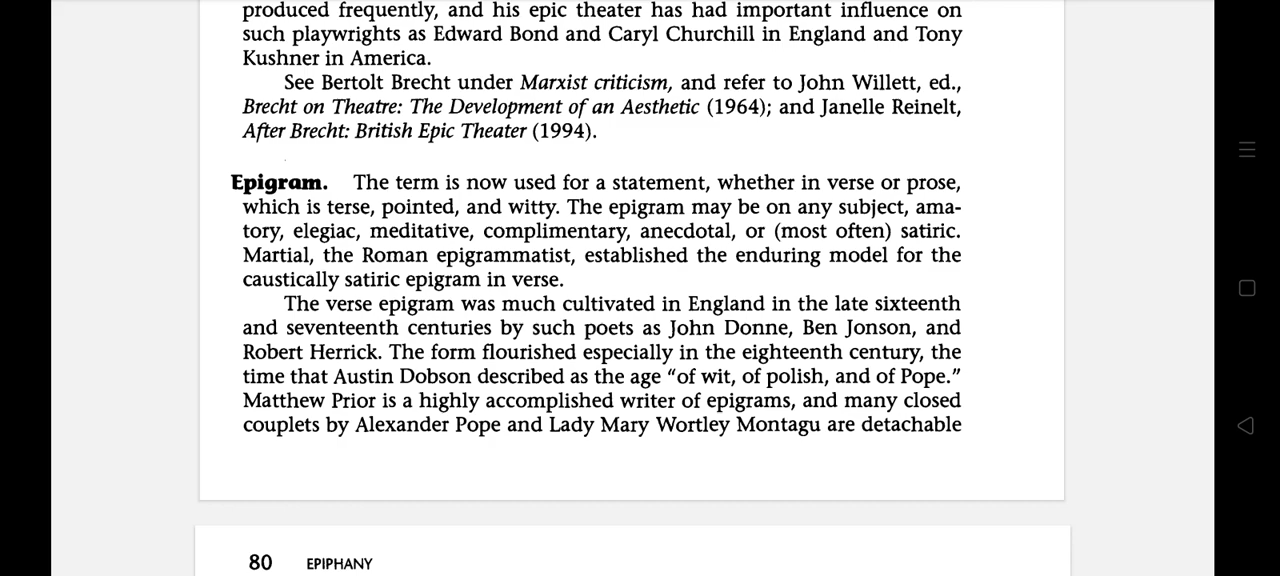 produced frequently, and his epic theater has had important influence on
such playwrights as Edward Bond and Caryl Churchill in England and Tony
Kushner in America.
See Bertolt Brecht under Marxist criticism, and refer to John Willett, ed.,
Brecht on Theatre: The Development of an Aesthetic (1964); and Janelle Reinelt,
After Brecht: British Epic Theater (1994).
Epigram. The term is now used for a statement, whether in verse or prose,
which is terse, pointed, and witty. The epigram may be on any subject, ama-
tory, elegiac, meditative, complimentary, anecdotal, or (most often) satiric.
Martial, the Roman epigrammatist, established the enduring model for the
caustically satiric epigram in verse.
The verse epigram was much cultivated in England in the late sixteenth
and seventeenth centuries by such poets as John Donne, Ben Jonson, and
Robert Herrick. The form flourished especially in the eighteenth century, the
time that Austin Dobson described as the age “of wit, of polish, and of Pope.”
Matthew Prior is a highly accomplished writer of epigrams, and many closed
couplets by Alexander Pope and Lady Mary Wortley Montagu are detachable
80 EPIPHANY